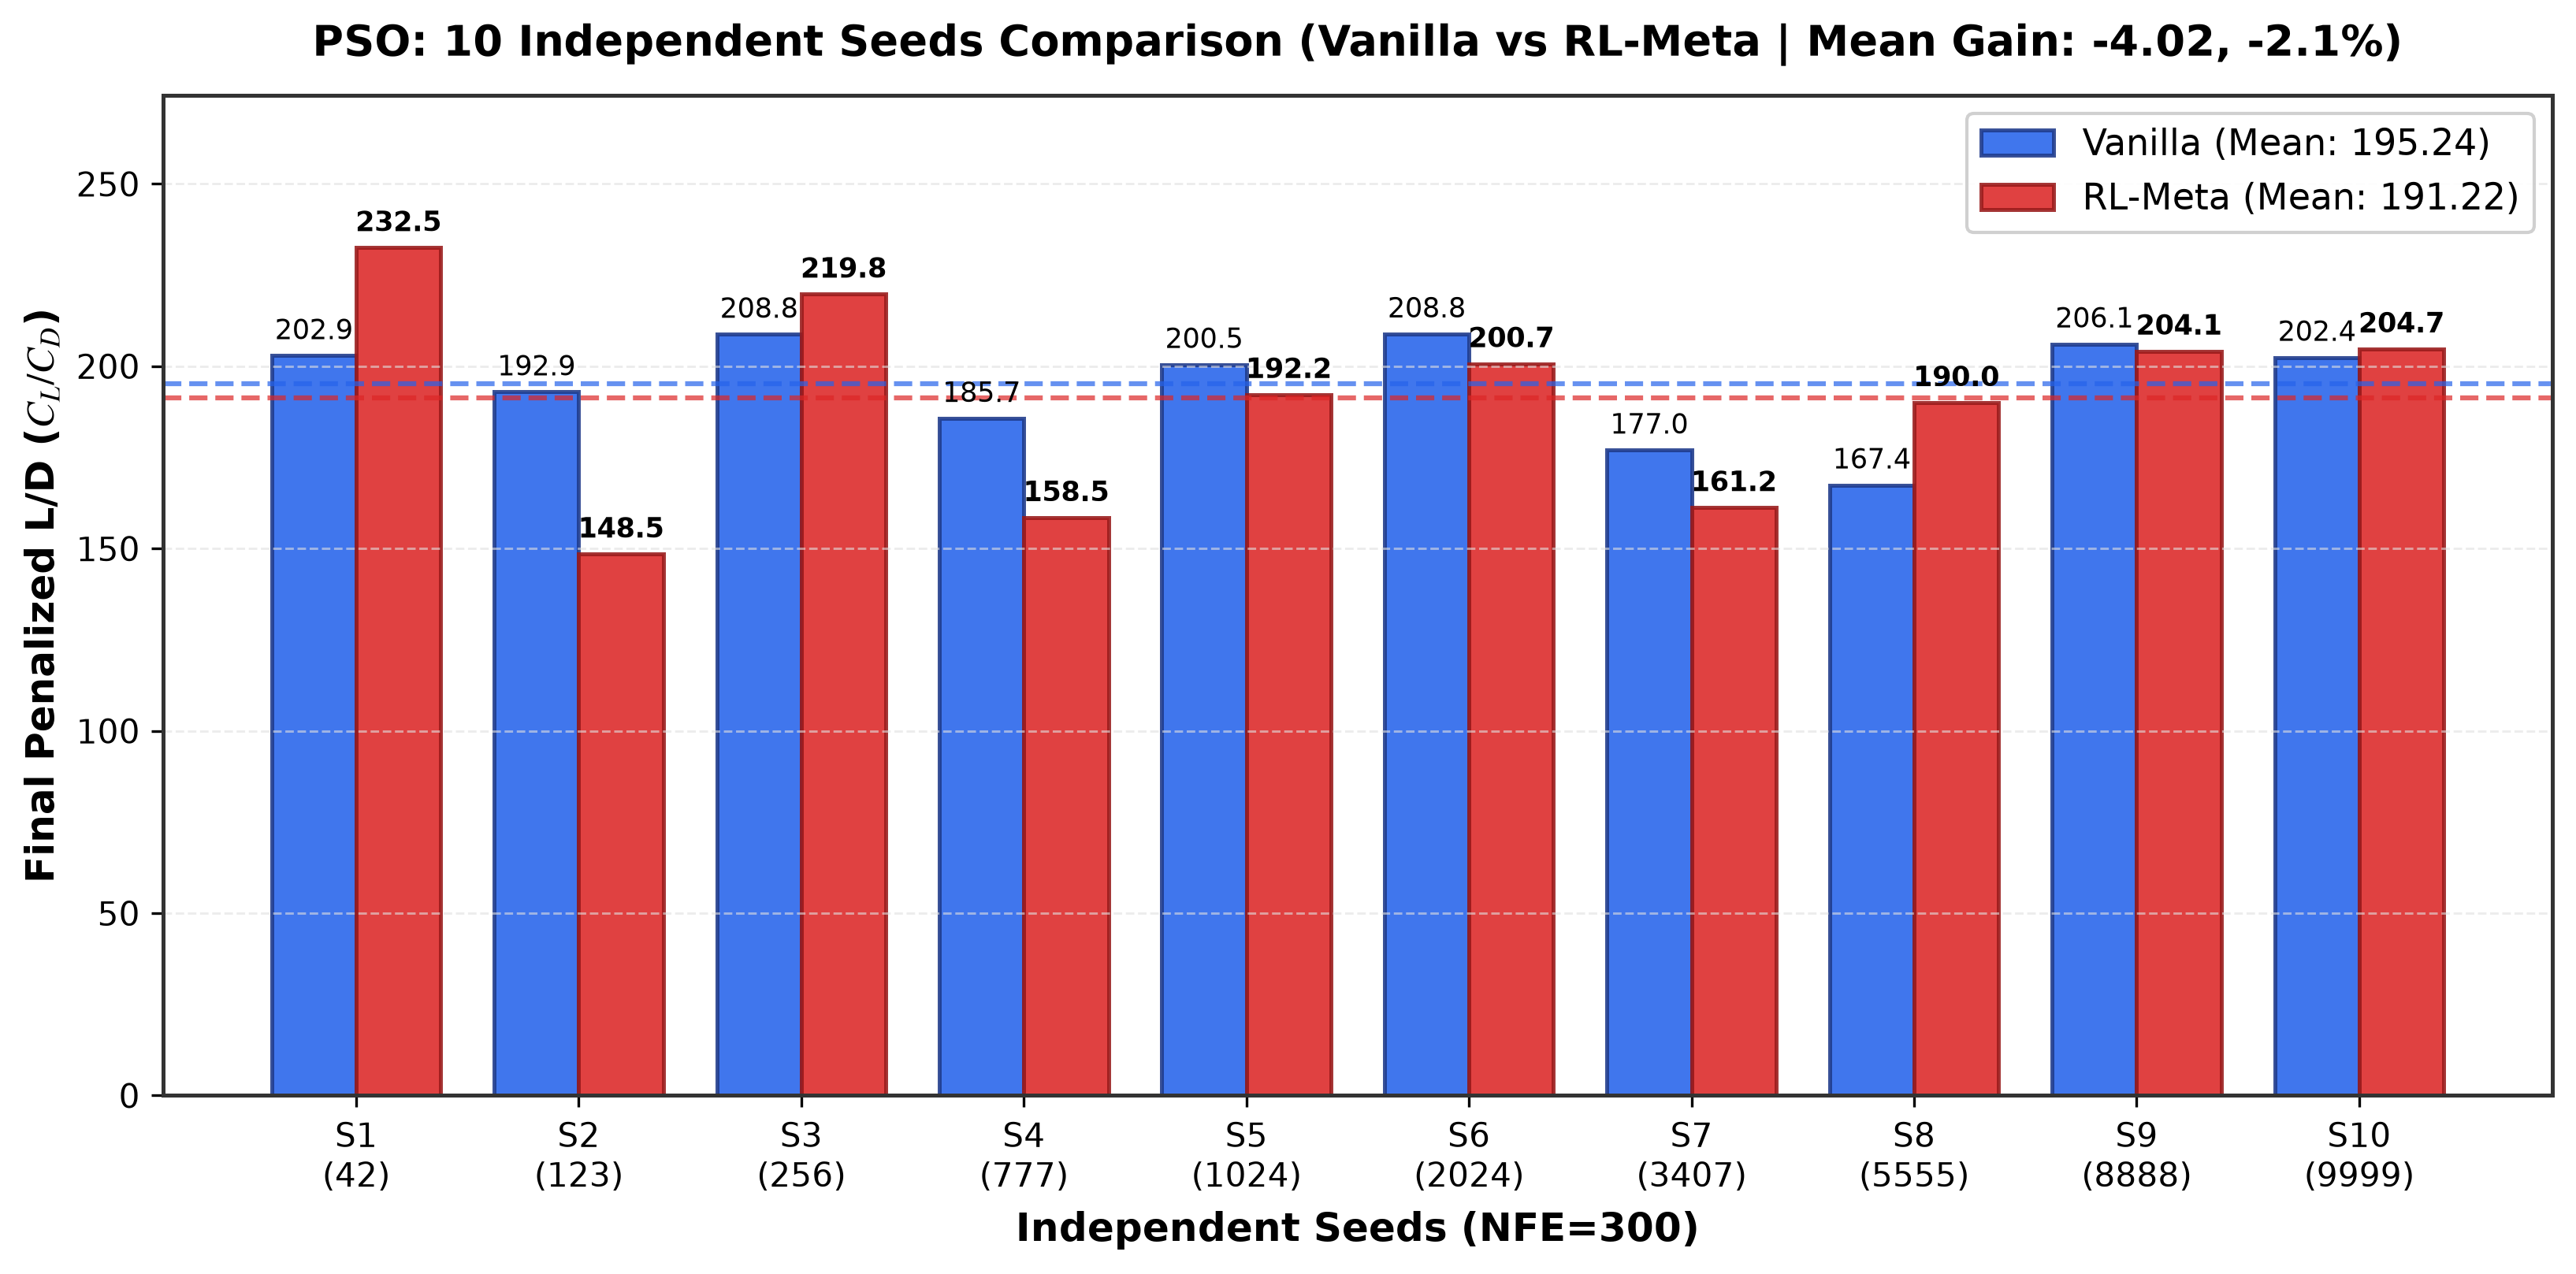 PSO: 10 Independent Seeds Comparison (Vanilla vs RL-Meta | Mean Gain: -4.02, -2.1%)
Vanilla (Mean: 195.24)
RL-Meta (Mean: 191.22)
Final Penalized L/D (C_L/C_D)
250
200
150
100
50
0
202.9
232.5
192.9
148.5
208.8
219.8
185.7
158.5
200.5
192.2
208.8
200.7
177.0
161.2
167.4
190.0
206.1
204.1
202.4
204.7
S1
(42)
S2
(123)
S3
(256)
S4
(777)
S5
(1024)
S6
(2024)
S7
(3407)
S8
(5555)
S9
(8888)
S10
(9999)
Independent Seeds (NFE=300)